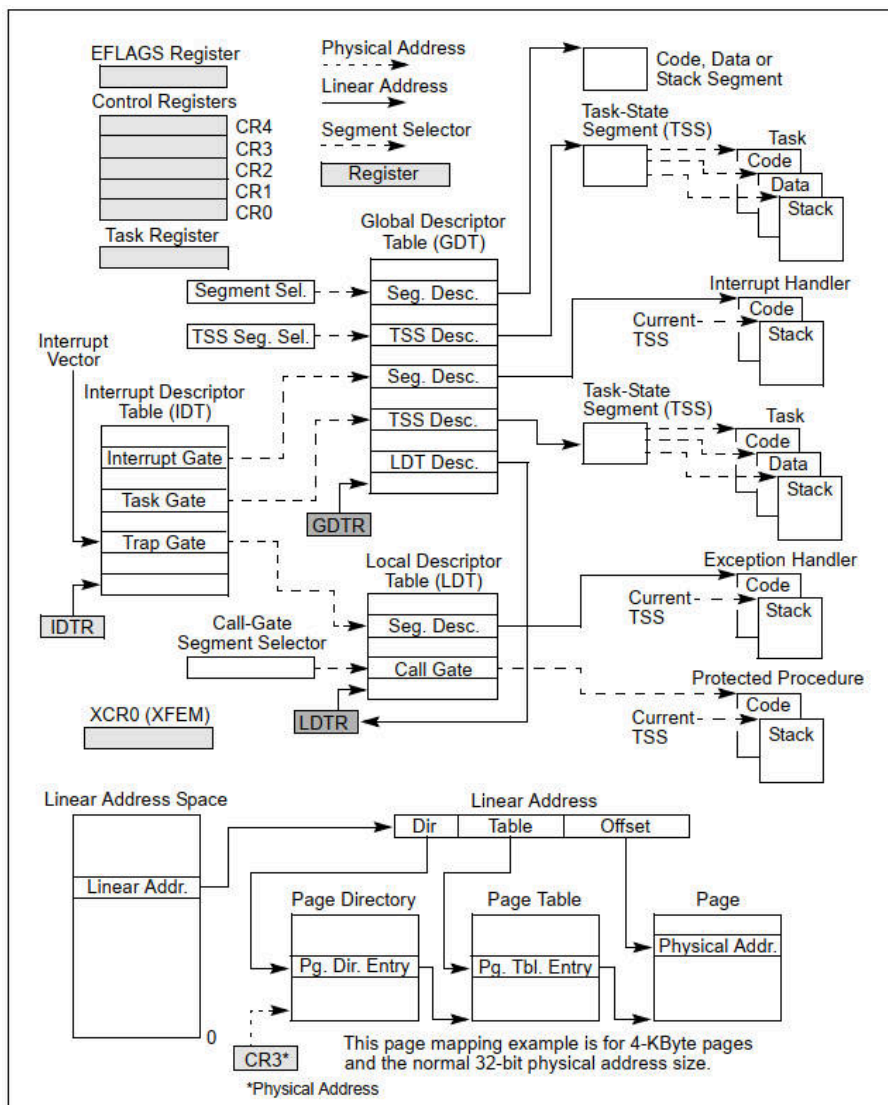 EFLAGS Register
Control Registers
CR4
CR3
CR2
CR1
CR0
Task Register
Physical Address
Linear Address
Segment Selector
Register
Code, Data or
Stack Segment
Task-State
Segment (TSS)
Task
Code
Data
Stack
Global Descriptor
Table (GDT)
Segment Sel.
Seg. Desc.
TSS Seg. Sel.
TSS Desc.
Seg. Desc.
TSS Desc.
LDT Desc.
GDTR
Interrupt Handler
Code
Current
TSS
Stack
Interrupt
Vector
Interrupt Descriptor
Table (IDT)
Interrupt Gate
Task Gate
Trap Gate
IDTR
Task-State
Segment (TSS)
Task
Code
Data
Stack
Local Descriptor
Table (LDT)
Seg. Desc.
Call Gate
Call-Gate
Segment Selector
LDTR
Exception Handler
Code
Current
TSS
Stack
Protected Procedure
Code
Current
TSS
Stack
XCR0 (XFEM)
Linear Address Space
Linear Addr.
0
Linear Address
Dir Table Offset
Page Directory
Pg. Dir. Entry
Page Table
Pg. Tbl. Entry
Page
Physical Addr.
CR3*
*Physical Address
This page mapping example is for 4-KByte pages
and the normal 32-bit physical address size.